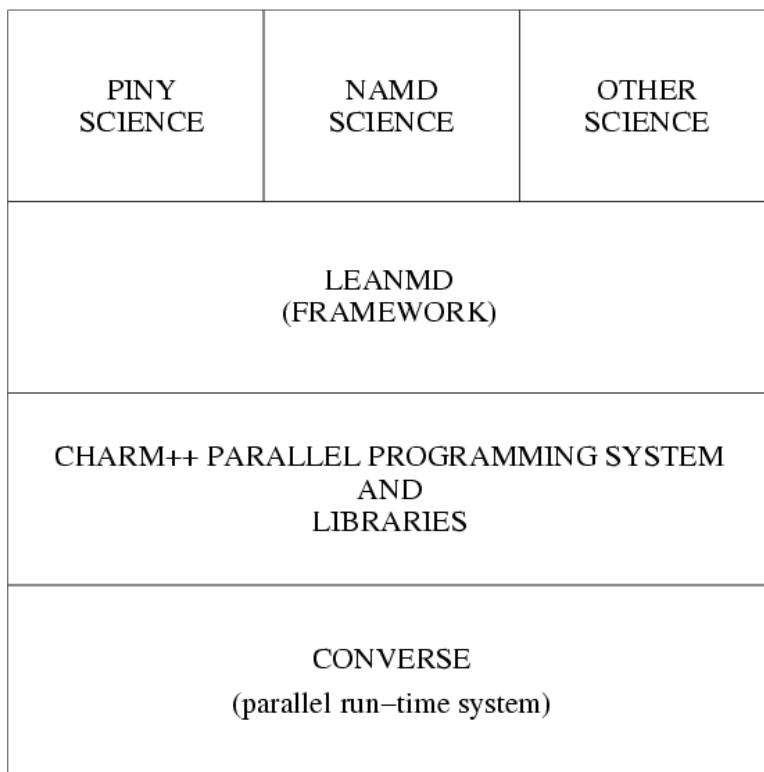 PINY
SCIENCE
NAMD
SCIENCE
OTHER
SCIENCE
LEANMD
(FRAMEWORK)
CHARM++ PARALLEL PROGRAMMING SYSTEM
AND
LIBRARIES
CONVERSE
(parallel run−time system)